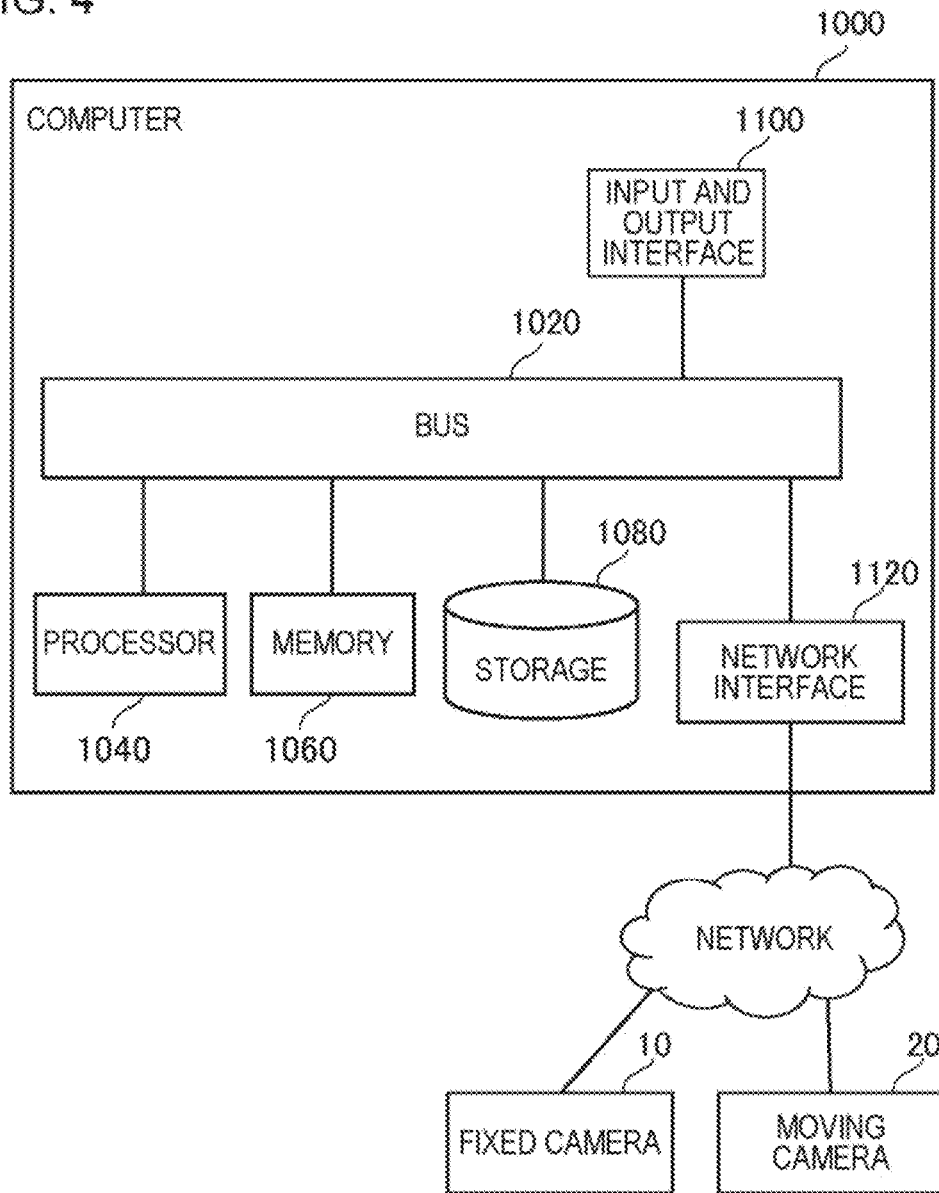 FIG. 4
1000
COMPUTER
1100
INPUT AND
OUTPUT
INTERFACE
1020
BUS
1080
1120
PROCESSOR
MEMORY
STORAGE
NETWORK
INTERFACE
1040
1060
NETWORK
10
20
FIXED CAMERA
MOVING
CAMERA